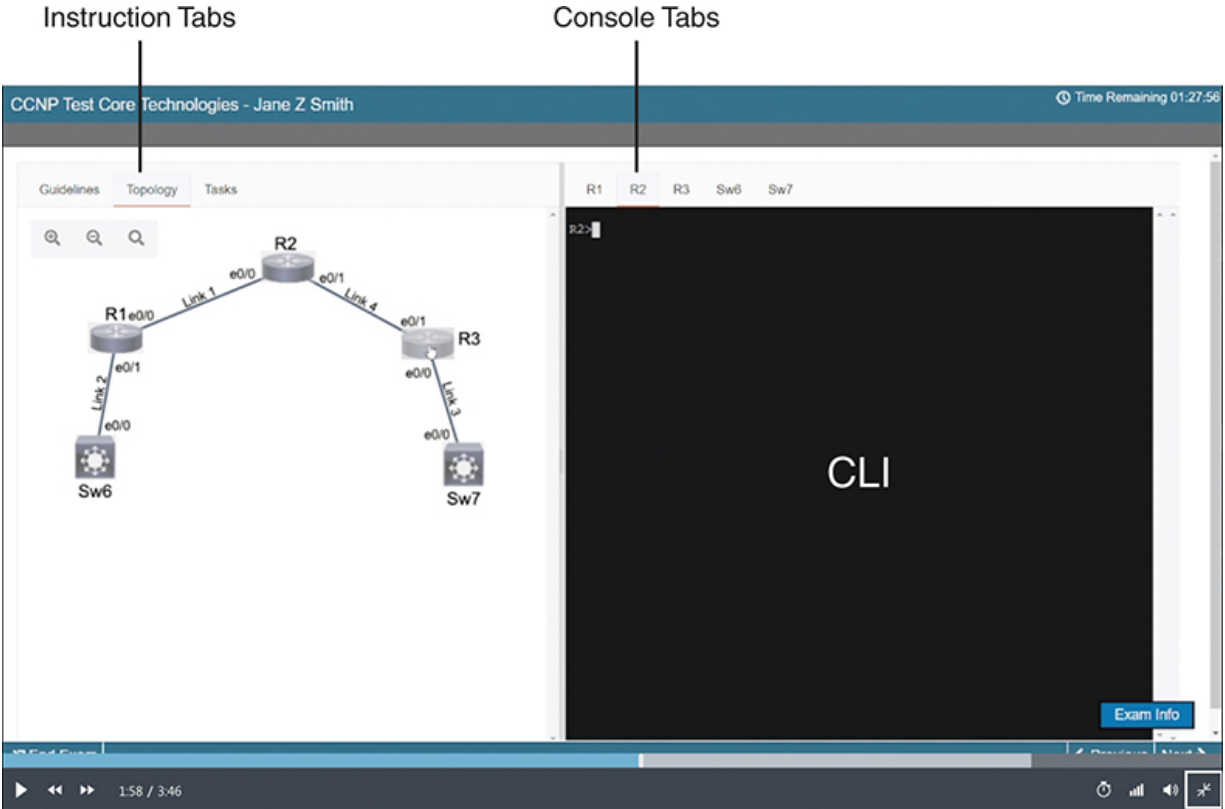 Instruction Tabs Console Tabs
CCNP Test Core Technologies - Jane Z Smith Time Remaining 01:27:56
Guidelines Topology Tasks
R1 R2 R3 Sw6 Sw7
R2>
R2
e0/0 e0/1
Link 1 Link 4
R1 e0/0
e0/1
R3
e0/1
e0/0
Link 2
Link 3
e0/0
e0/0
Sw6
Sw7
CLI
Exam Info
End Exam Previous Next
1:58 / 3:46